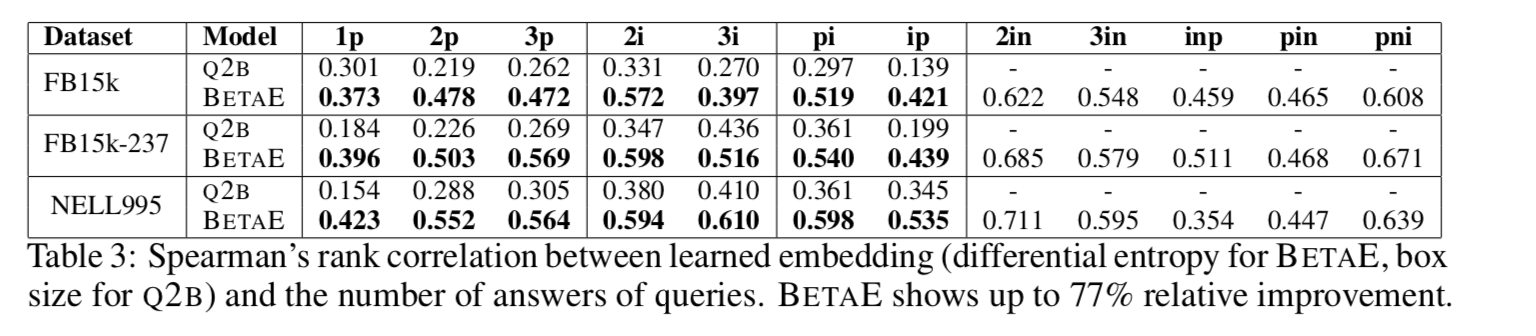 Dataset Model 1p 2p 3p 2i 3i pi ip 2in 3in inp pin pni
FB15k Q2B 0.301 0.219 0.262 0.331 0.270 0.297 0.139 - - - - -
BETAE 0.373 0.478 0.472 0.572 0.397 0.519 0.421 0.622 0.548 0.459 0.465 0.608
FB15k-237 Q2B 0.184 0.226 0.269 0.347 0.436 0.361 0.199 - - - - -
BETAE 0.396 0.503 0.569 0.598 0.516 0.540 0.439 0.685 0.579 0.511 0.468 0.671
NELL995 Q2B 0.154 0.288 0.305 0.380 0.410 0.361 0.345 - - - - -
BETAE 0.423 0.552 0.564 0.594 0.610 0.598 0.535 0.711 0.595 0.354 0.447 0.639
Table 3: Spearman's rank correlation between learned embedding (differential entropy for BETAE, box
size for Q2B) and the number of answers of queries. BETAE shows up to 77% relative improvement.